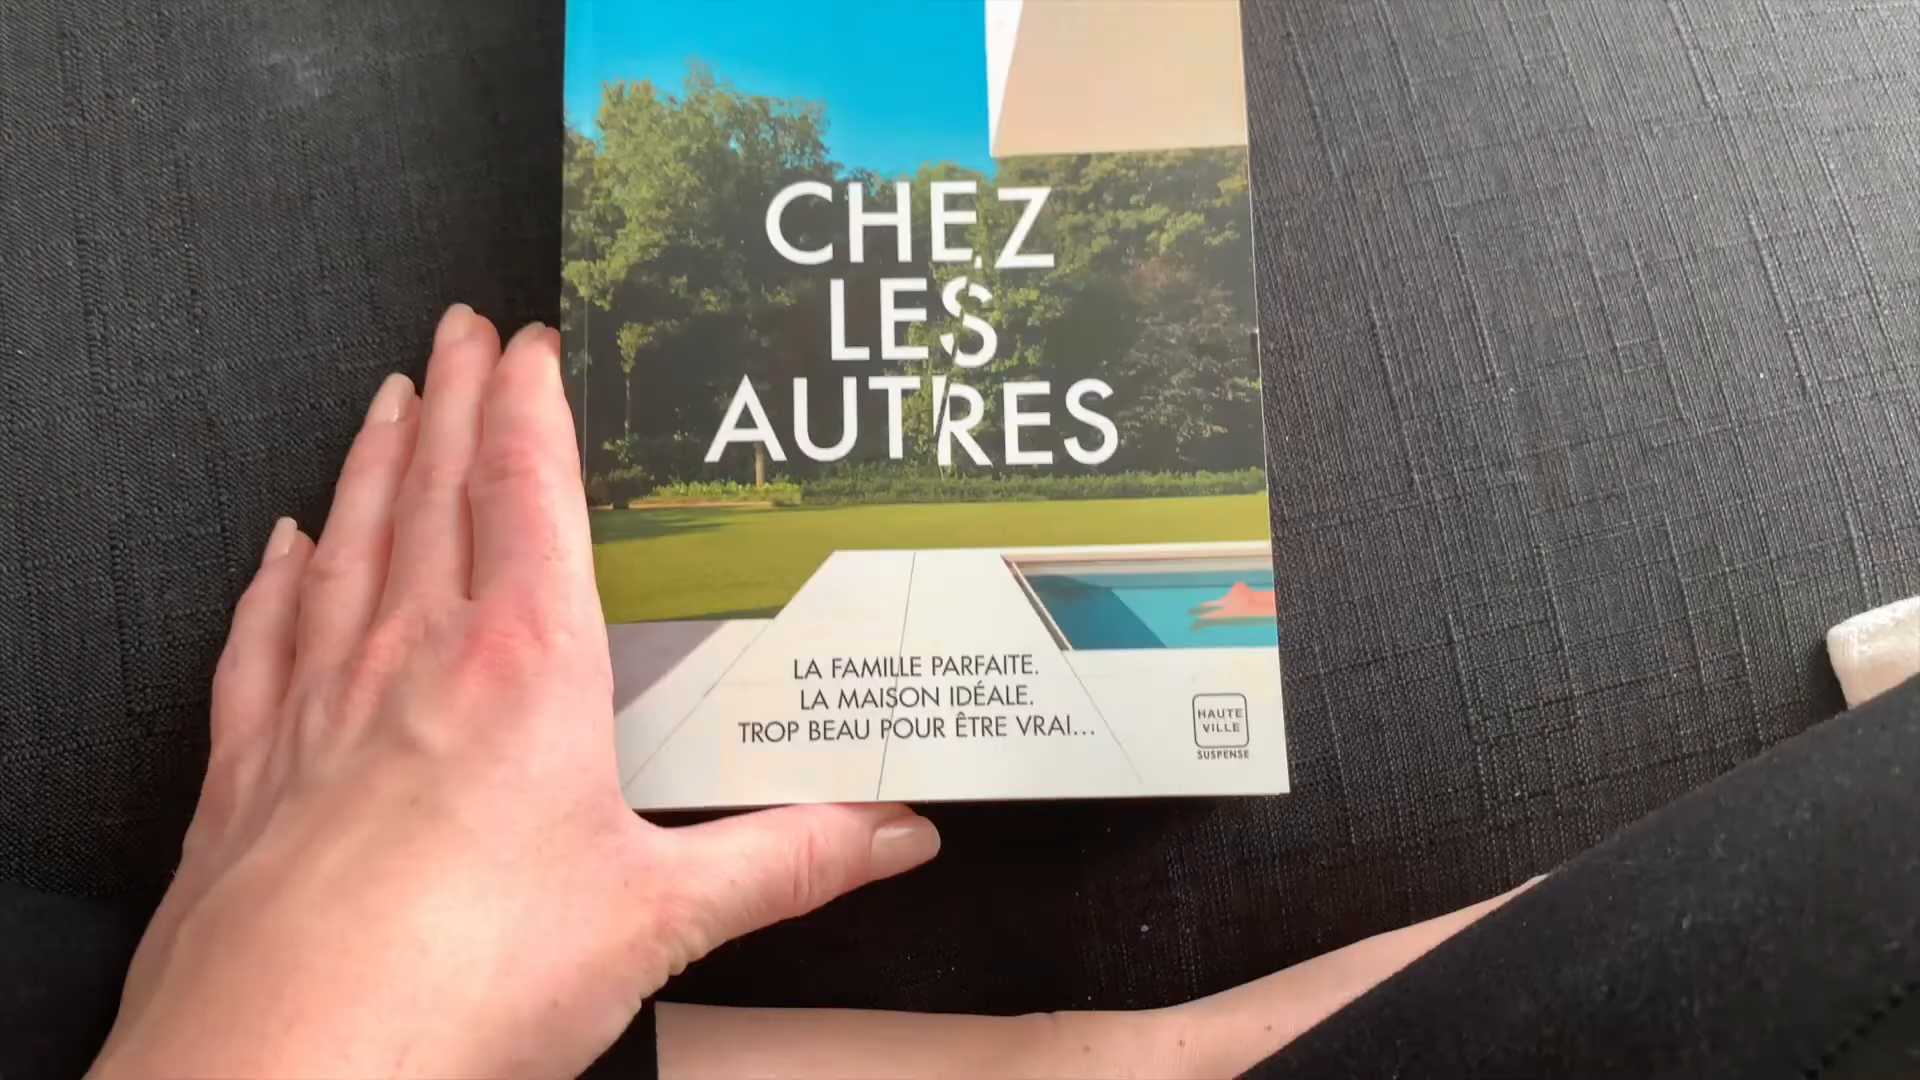 CHEZ
LES
AUTRES
LA FAMILLE PARFAITE.
LA MAISON IDÉALE.
TROP BEAU POUR ÊTRE VRAI...
HAUTE
VILLE
SUSPENSE